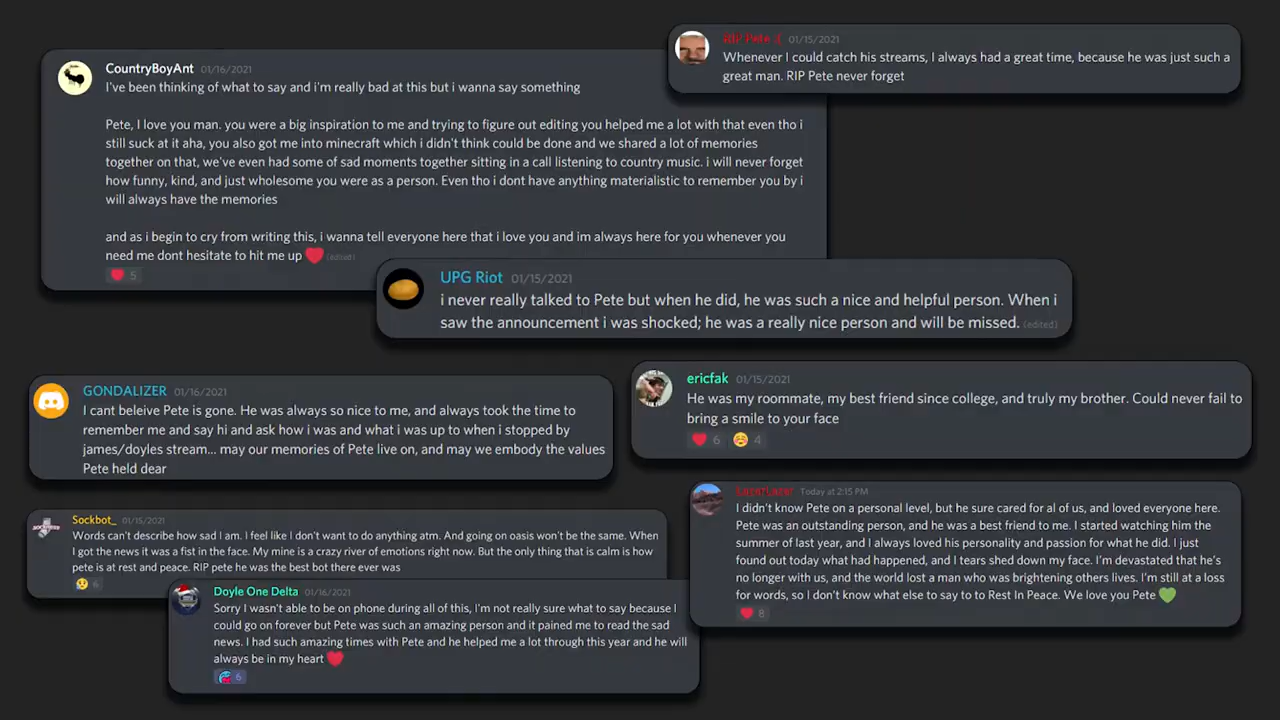 CountryBoyAnt 01/16/2021
I've been thinking of what to say and i'm really bad at this but i wanna say something
Pete, I love you man. you were a big inspiration to me and trying to figure out editing you helped me a lot with that even tho i
still suck at it aha, you also got me into minecraft which i didn't think could be done and we shared a lot of memories
together on that, we've even had some of sad moments together sitting in a call listening to country music. i will never forget
how funny, kind, and just wholesome you were as a person. Even tho i dont have anything materialistic to remember you by i
will always have the memories
and as i begin to cry from writing this, i wanna tell everyone here that i love you and im always here for you whenever you
need me dont hesitate to hit me up ❤️ (edited)
❤️ 5
RIP Pete :( 01/15/2021
Whenever I could catch his streams, I always had a great time, because he was just such a
great man. RIP Pete never forget
UPG Riot 01/15/2021
i never really talked to Pete but when he did, he was such a nice and helpful person. When i
saw the announcement i was shocked; he was a really nice person and will be missed. (edited)
GONDALIZER 01/16/2021
I cant beleive Pete is gone. He was always so nice to me, and always took the time to
remember me and say hi and ask how i was and what i was up to when i stopped by
james/doyles stream... may our memories of Pete live on, and may we embody the values
Pete held dear
ericfak 01/15/2021
He was my roommate, my best friend since college, and truly my brother. Could never fail to
bring a smile to your face
❤️ 6 🥰 4
Sockbot_ 01/15/2021
Words can't describe how sad I am. I feel like I don't want to do anything atm. And going on oasis won't be the same. When
I got the news it was a fist in the face. My mine is a crazy river of emotions right now. But the only thing that is calm is how
pete is at rest and peace. RIP pete he was the best bot there ever was
😢 6
Today at 2:15 PM
I didn't know Pete on a personal level, but he sure cared for al of us, and loved everyone here.
Pete was an outstanding person, and he was a best friend to me. I started watching him the
summer of last year, and I always loved his personality and passion for what he did. I just
found out today what had happened, and I tears shed down my face. I'm devastated that he's
no longer with us, and the world lost a man who was brightening others lives. I'm still at a loss
for words, so I don't know what else to say to to Rest In Peace. We love you Pete 💚
❤️ 8
Doyle One Delta 01/16/2021
Sorry I wasn't able to be on phone during all of this, I'm not really sure what to say because I
could go on forever but Pete was such an amazing person and it pained me to read the sad
news. I had such amazing times with Pete and he helped me a lot through this year and he will
always be in my heart ❤️
6